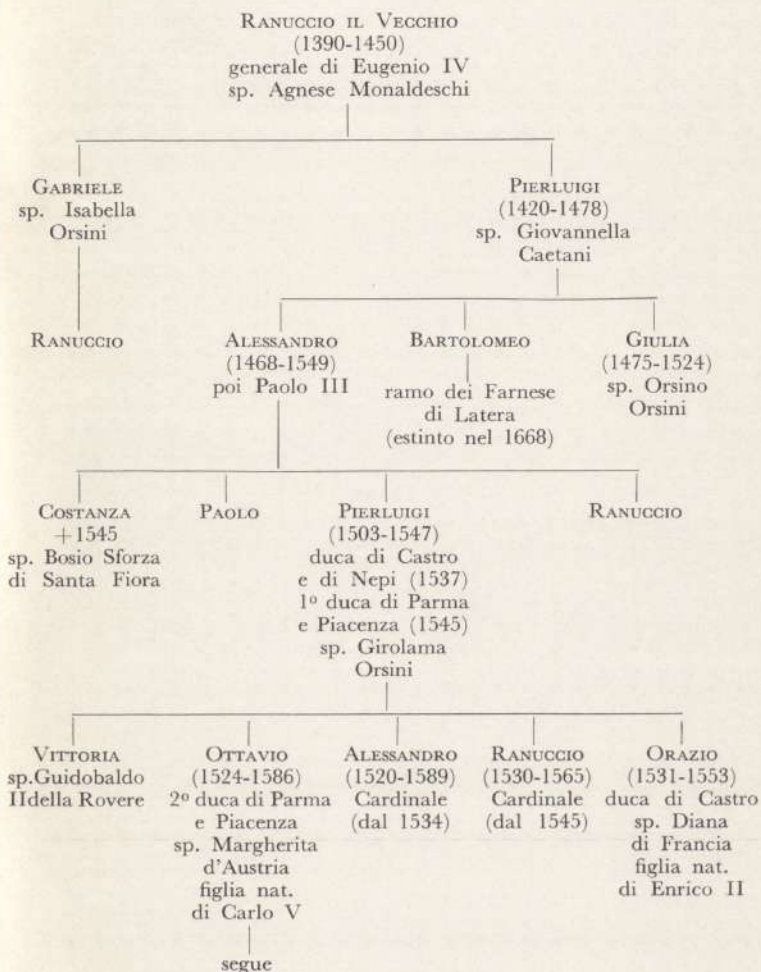 RANUCCIO IL VECCHIO
(1390-1450)
generale di Eugenio IV
sp. Agnese Monaldeschi
GABRIELE
sp. Isabella
Orsini
PIERLUIGI
(1420-1478)
sp. Giovannella
Caetani
RANUCCIO
ALESSANDRO
(1468-1549)
poi Paolo III
BARTOLOMEO
ramo dei Farnese
di Latera
(estinto nel 1668)
GIULIA
(1475-1524)
sp. Orsino
Orsini
COSTANZA
+1545
sp. Bosio Sforza
di Santa Fiora
PAOLO
PIERLUIGI
(1503-1547)
duca di Castro
e di Nepi (1537)
1º duca di Parma
e Piacenza (1545)
sp. Girolama
Orsini
RANUCCIO
VITTORIA
sp.Guidobaldo
IIdella Rovere
OTTAVIO
(1524-1586)
2º duca di Parma
e Piacenza
sp. Margherita
d'Austria
figlia nat.
di Carlo V
segue
ALESSANDRO
(1520-1589)
Cardinale
(dal 1534)
RANUCCIO
(1530-1565)
Cardinale
(dal 1545)
ORAZIO
(1531-1553)
duca di Castro
sp. Diana
di Francia
figlia nat.
di Enrico II